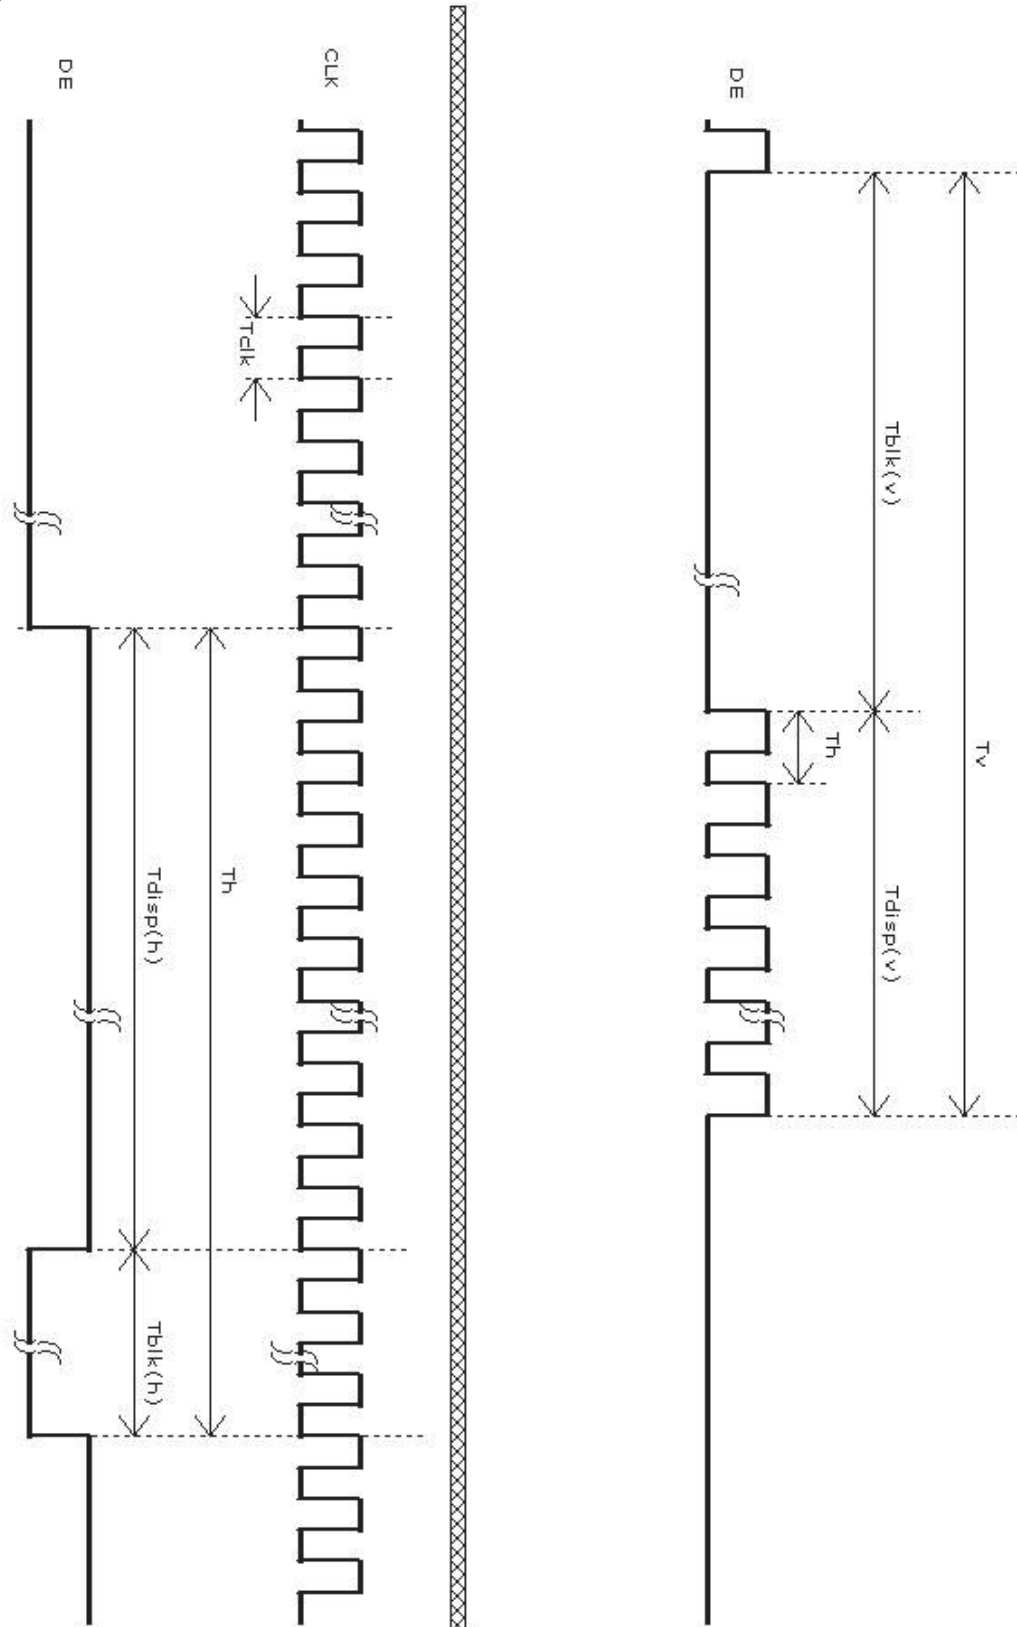 DE
Tv
Tblk(v)
Tdisp(v)
Th
CLK
Tclk
Th
Tdisp(h)
Tblk(h)
DE